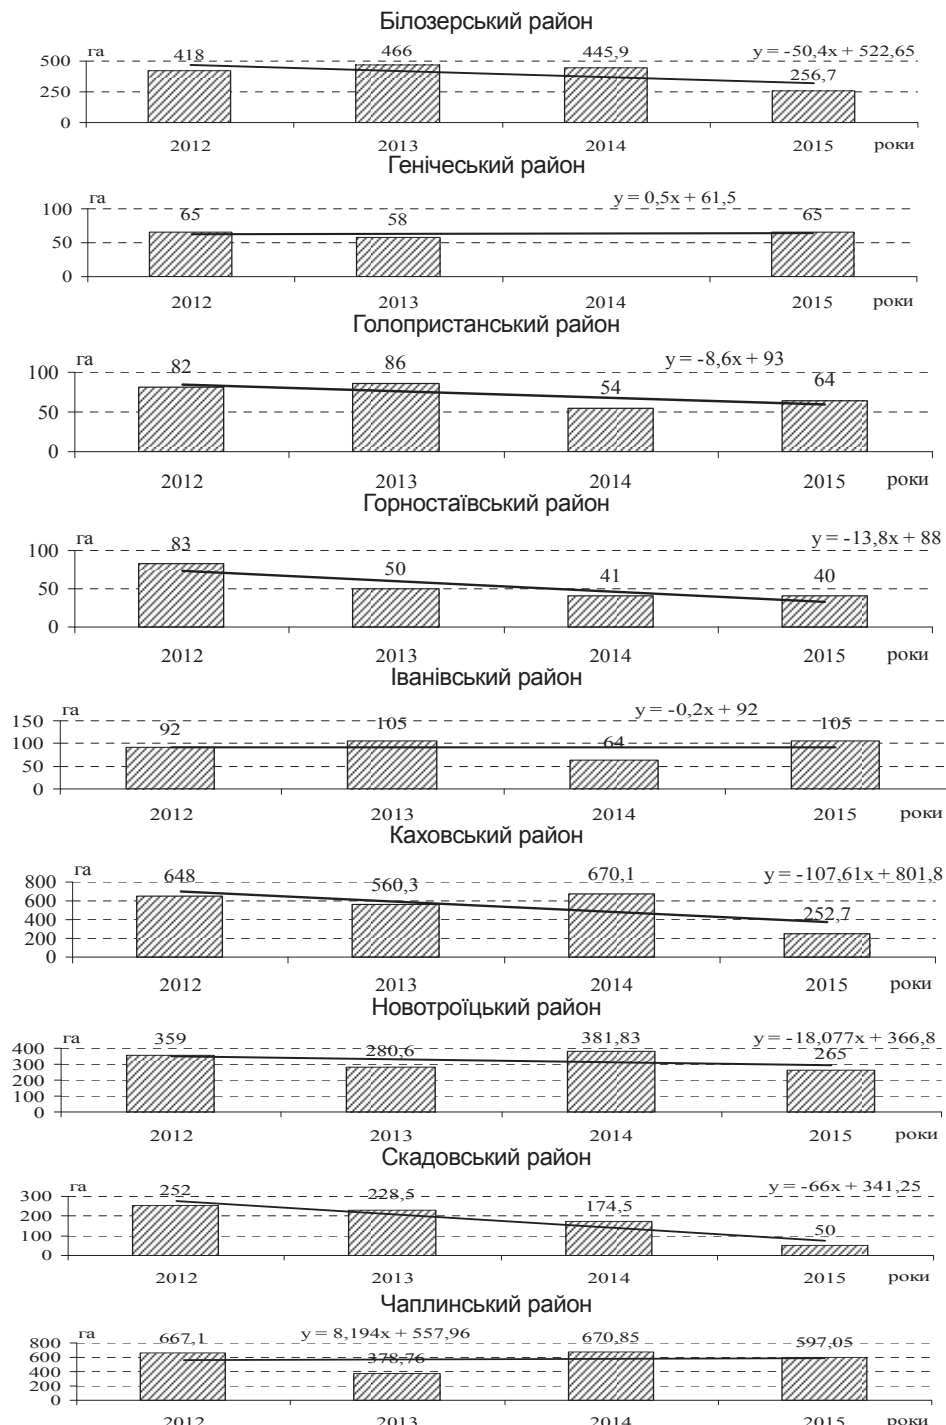 Білозерський район
га 418 466 445,9 y = -50,4x + 522,65
500 256,7
250
0
2012 2013 2014 2015 роки
Генічеський район
га y = 0,5x + 61,5
100 65 58 65
50
0
2012 2013 2014 2015 роки
Голопристанський район
га 82 86 y = -8,6x + 93
100 54 64
50
0
2012 2013 2014 2015 роки
Горностаївський район
га 83 y = -13,8x + 88
100 50 41 40
50
0
2012 2013 2014 2015 роки
Іванівський район
га y = -0,2x + 92
150 92 105 64 105
100
50
0
2012 2013 2014 2015 роки
Каховський район
га 648 560,3 670,1 y = -107,61x + 801,8
800 252,7
600
400
200
0
2012 2013 2014 2015 роки
Новотроїцький район
га 359 381,83 y = -18,077x + 366,8
400 280,6 265
300
200
100
0
2012 2013 2014 2015 роки
Скадовський район
га 252 228,5 y = -66x + 341,25
300 174,5 50
200
100
0
2012 2013 2014 2015 роки
Чаплинський район
га 667,1 y = 8,194x + 557,96 670,85 597,05
800 378,76
600
400
200
0
2012 2013 2014 2015 роки